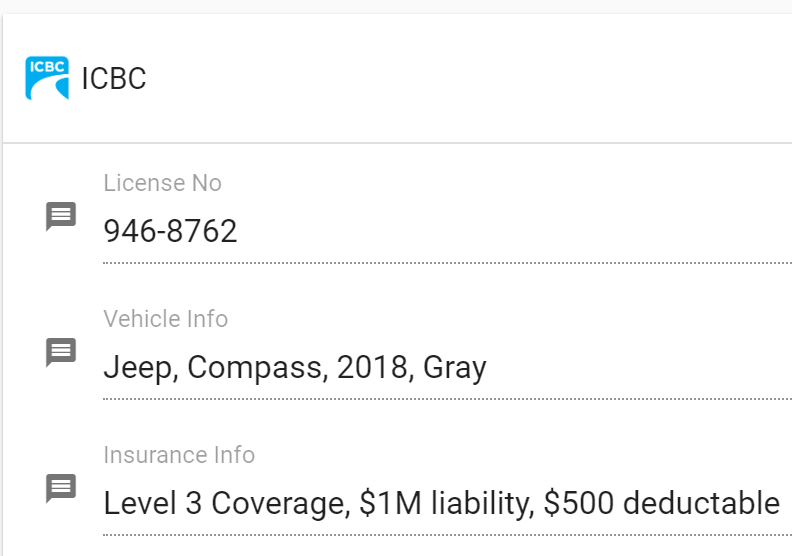 ICBC
ICBC
License No
946-8762
Vehicle Info
Jeep, Compass, 2018, Gray
Insurance Info
Level 3 Coverage, $1M liability, $500 deductable